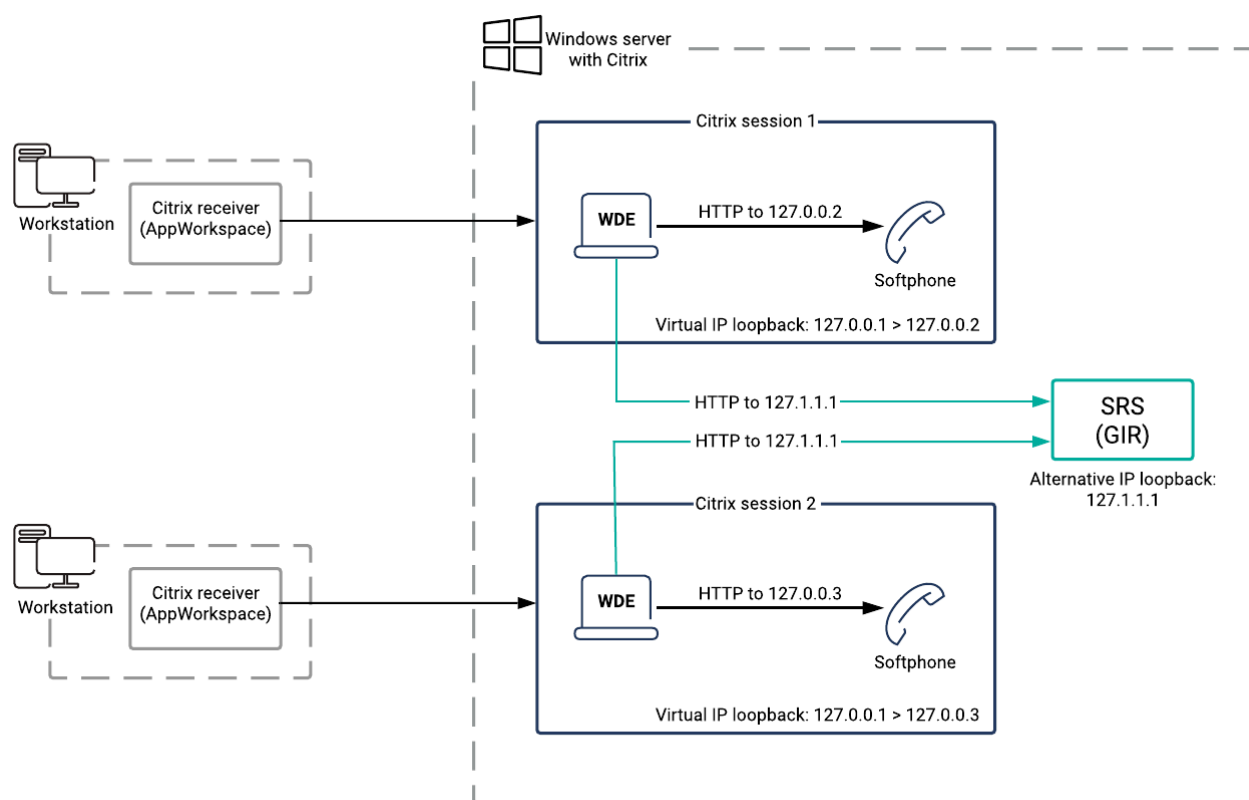 Windows server
with Citrix
Citrix session 1
Workstation
Citrix receiver
(AppWorkspace)
WDE
HTTP to 127.0.0.2
Softphone
Virtual IP loopback: 127.0.0.1 > 127.0.0.2
HTTP to 127.1.1.1
HTTP to 127.1.1.1
SRS
(GIR)
Alternative IP loopback:
127.1.1.1
Citrix session 2
Workstation
Citrix receiver
(AppWorkspace)
WDE
HTTP to 127.0.0.3
Softphone
Virtual IP loopback: 127.0.0.1 > 127.0.0.3